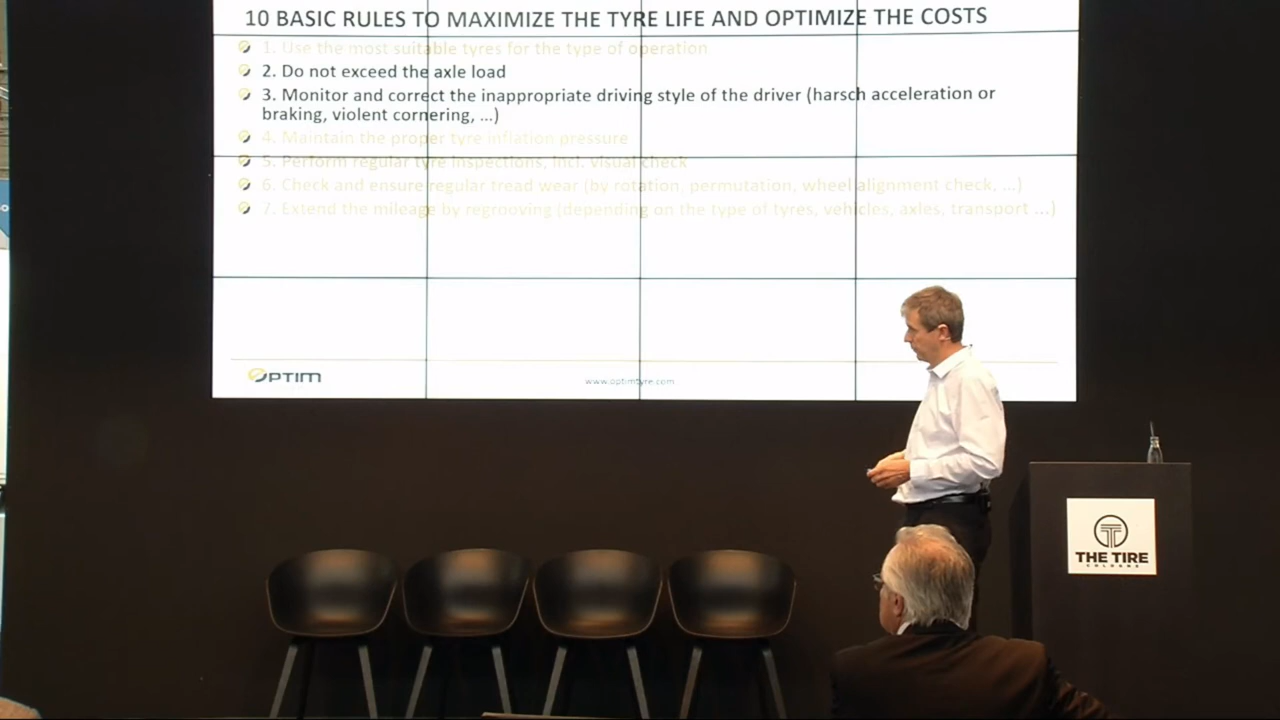 10 BASIC RULES TO MAXIMIZE THE TYRE LIFE AND OPTIMIZE THE COSTS
1. Use the most suitable tyres for the type of operation
2. Do not exceed the axle load
3. Monitor and correct the inappropriate driving style of the driver (harsch acceleration or
braking, violent cornering, ...)
4. Maintain the proper tyre inflation pressure
5. Perform regular tyre inspections, incl. visual check
6. Check and ensure regular tread wear (by rotation, permutation, wheel alignment check, ...)
7. Extend the mileage by regrooving (depending on the type of tyres, vehicles, axles, transport ...)
OPTIM
www.optimtyre.com
THE TIRE
COLOGNE